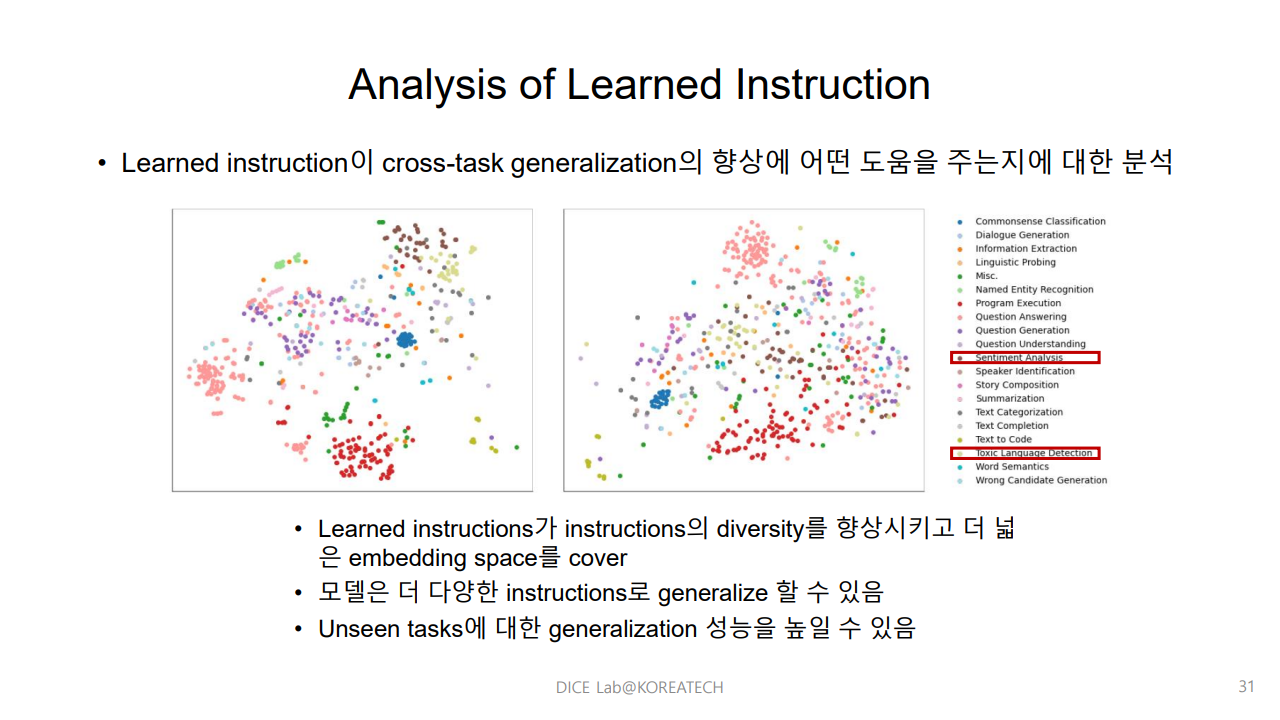 Analysis of Learned Instruction
• Learned instruction이 cross-task generalization의 향상에 어떤 도움을 주는지에 대한 분석
Commonsense Classification
Dialogue Generation
Information Extraction
Linguistic Probing
Misc.
Named Entity Recognition
Program Execution
Question Answering
Question Generation
Question Understanding
Sentiment Analysis
Speaker Identification
Story Composition
Summarization
Text Categorization
Text Completion
Text to Code
Toxic Language Detection
Word Semantics
Wrong Candidate Generation
• Learned instructions가 instructions의 diversity를 향상시키고 더 넓
은 embedding space를 cover
• 모델은 더 다양한 instructions로 generalize 할 수 있음
• Unseen tasks에 대한 generalization 성능을 높일 수 있음
DICE Lab@KOREATECH
31